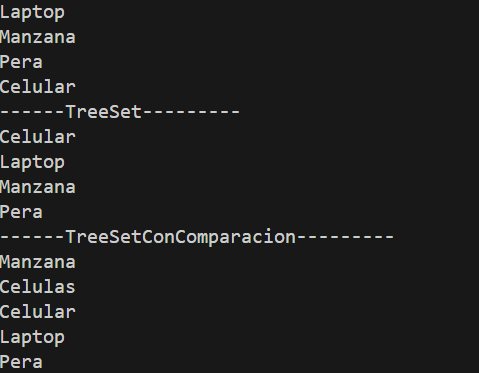 Laptop
Manzana
Pera
Celular
------TreeSet---------
Celular
Laptop
Manzana
Pera
------TreeSetConComparacion---------
Manzana
Celulas
Celular
Laptop
Pera